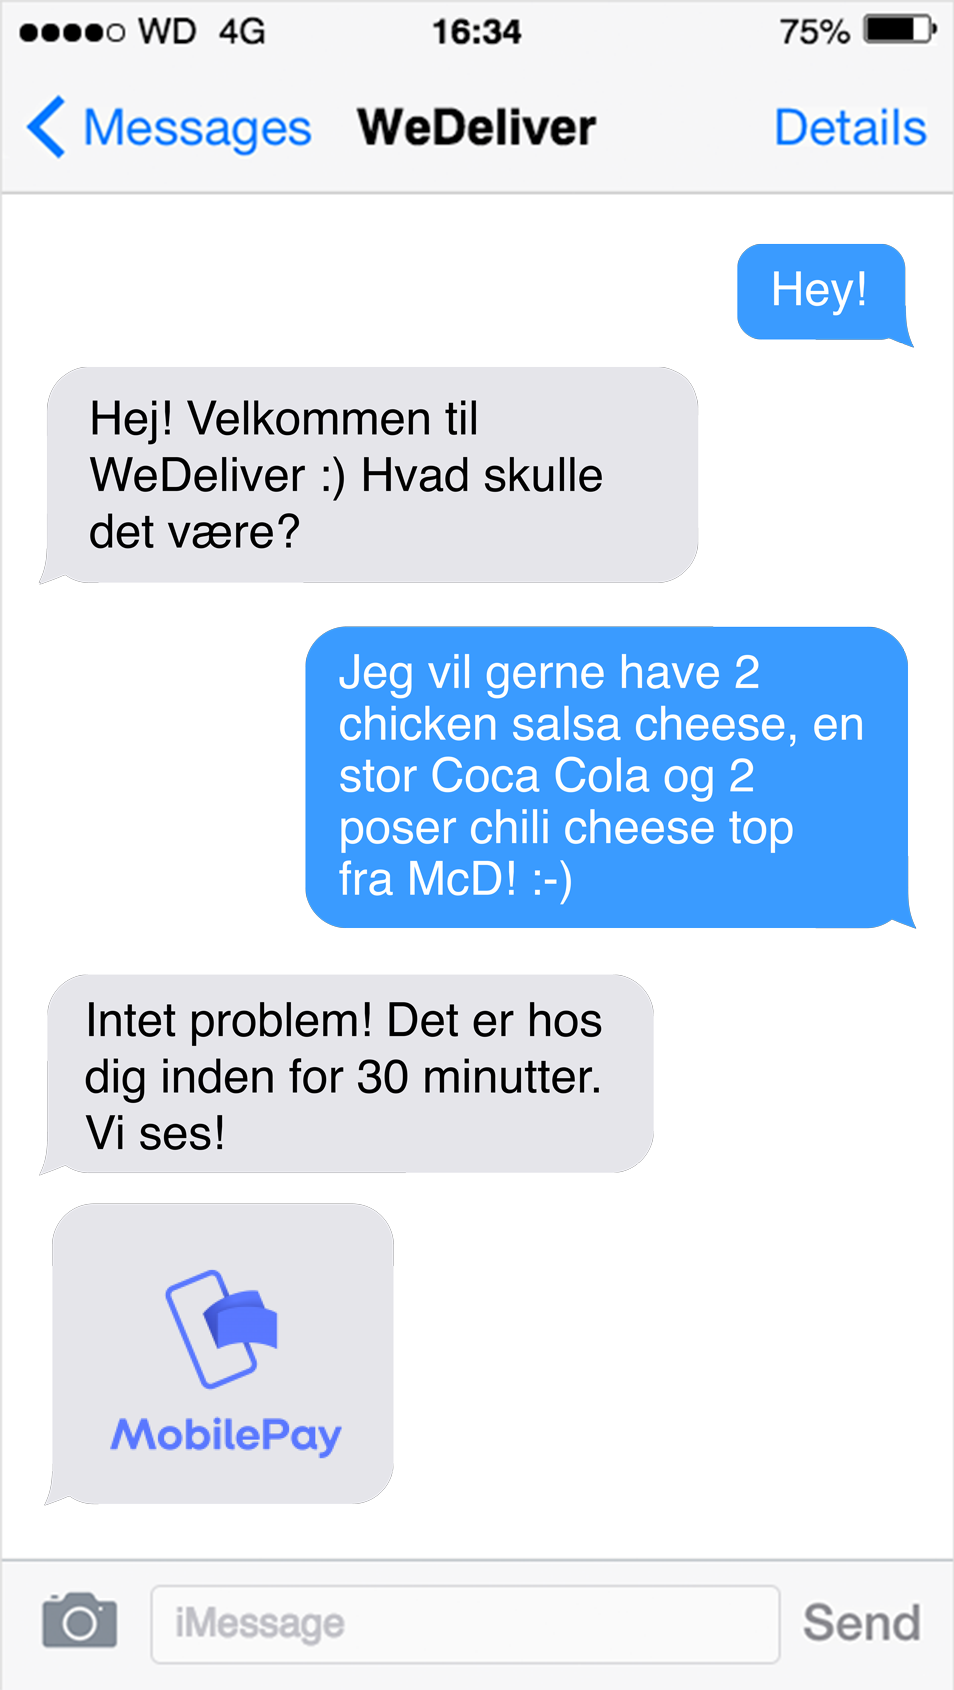 WD 4G 16:34 75%
Messages WeDeliver Details
Hey!
Hej! Velkommen til
WeDeliver :) Hvad skulle
det være?
Jeg vil gerne have 2
chicken salsa cheese, en
stor Coca Cola og 2
poser chili cheese top
fra McD! :-)
Intet problem! Det er hos
dig inden for 30 minutter.
Vi ses!
MobilePay
iMessage Send